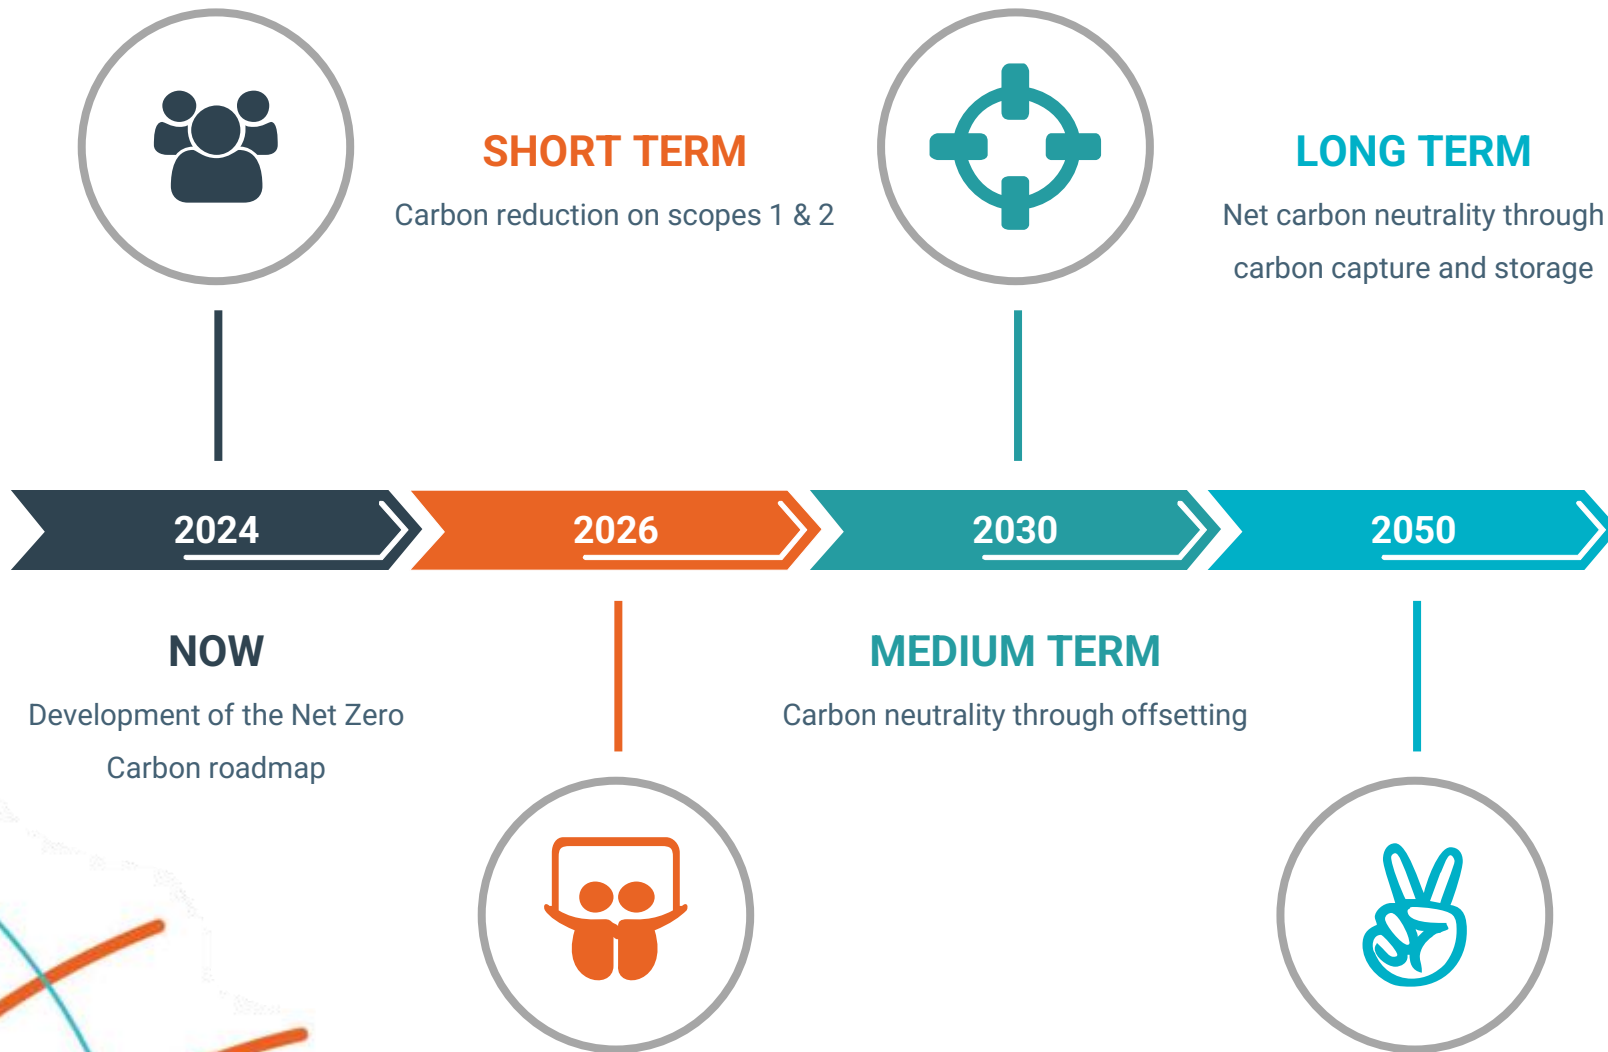 SHORT TERM
Carbon reduction on scopes 1 & 2
LONG TERM
Net carbon neutrality through
carbon capture and storage
2024
2026
2030
2050
NOW
Development of the Net Zero
Carbon roadmap
MEDIUM TERM
Carbon neutrality through offsetting